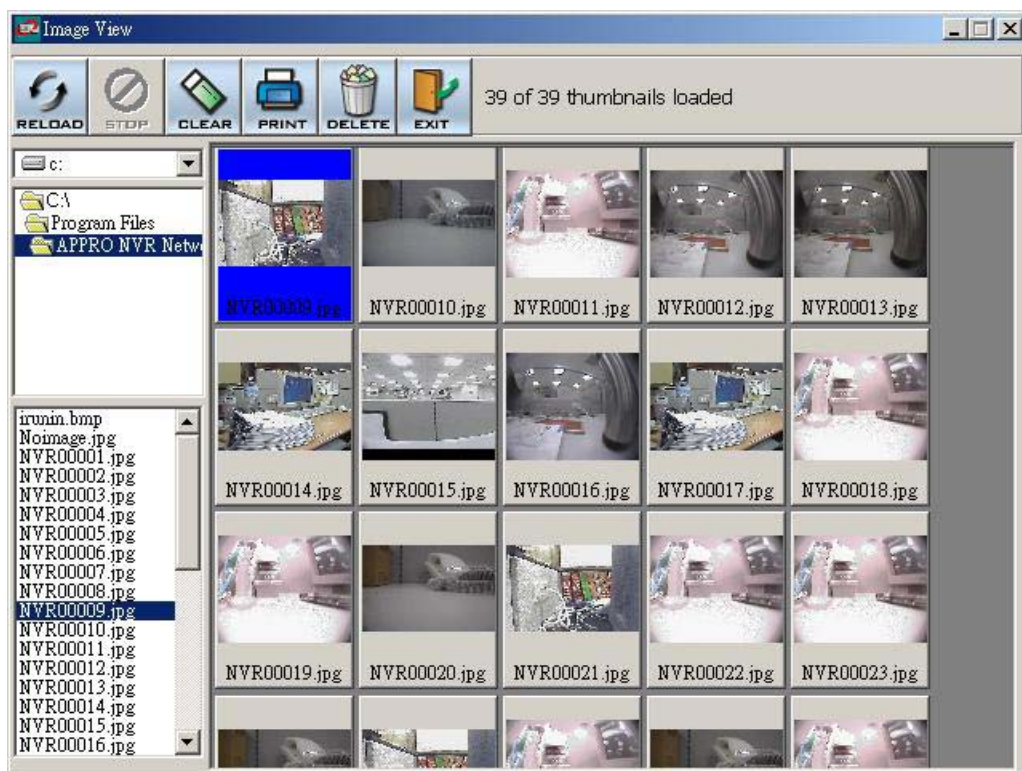 Image View
RELOAD STOP CLEAR PRINT DELETE EXIT
39 of 39 thumbnails loaded
c:
C:\
Program Files
APPRO NVR Netw
irunin.bmp
Noimage.jpg
NVR00001.jpg
NVR00002.jpg
NVR00003.jpg
NVR00004.jpg
NVR00005.jpg
NVR00006.jpg
NVR00007.jpg
NVR00008.jpg
NVR00009.jpg
NVR00010.jpg
NVR00011.jpg
NVR00012.jpg
NVR00013.jpg
NVR00014.jpg
NVR00015.jpg
NVR00016.jpg
NVR00009.jpg NVR00010.jpg NVR00011.jpg NVR00012.jpg NVR00013.jpg
NVR00014.jpg NVR00015.jpg NVR00016.jpg NVR00017.jpg NVR00018.jpg
NVR00019.jpg NVR00020.jpg NVR00021.jpg NVR00022.jpg NVR00023.jpg